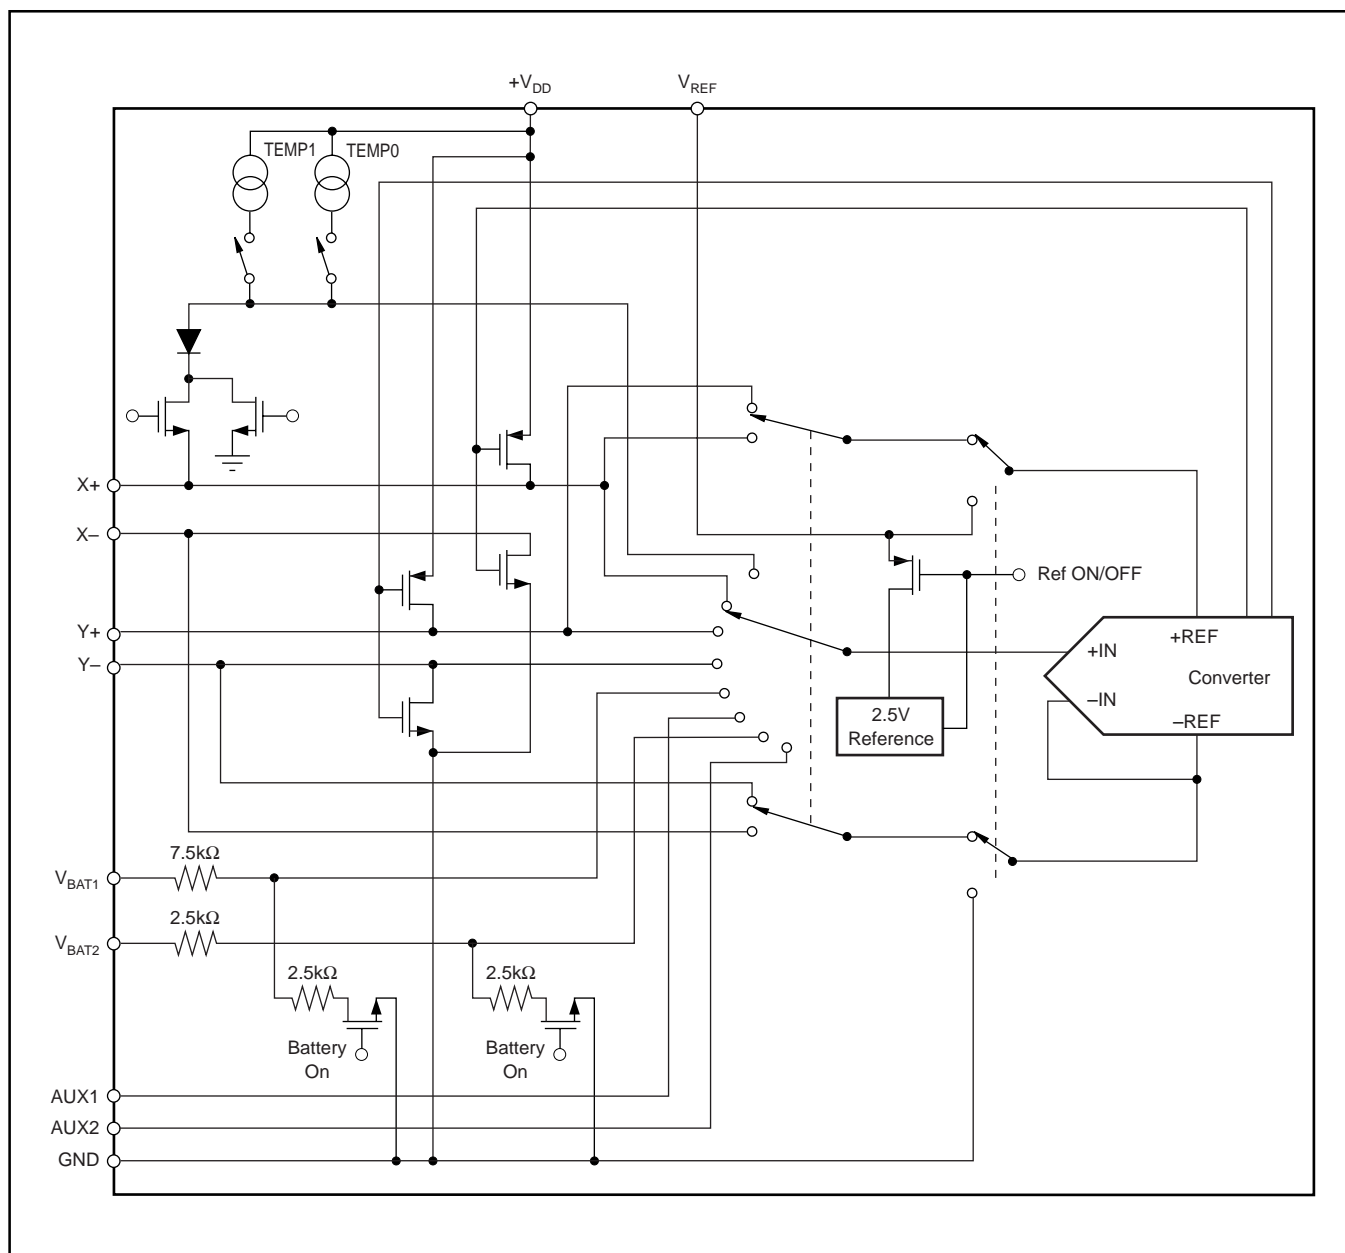 +VDD
VREF
TEMP1
TEMP0
X+
X–
Y+
Y–
Ref ON/OFF
+REF
+IN
Converter
–IN
–REF
2.5V
Reference
7.5kΩ
VBAT1
2.5kΩ
VBAT2
2.5kΩ
2.5kΩ
Battery
On
Battery
On
AUX1
AUX2
GND